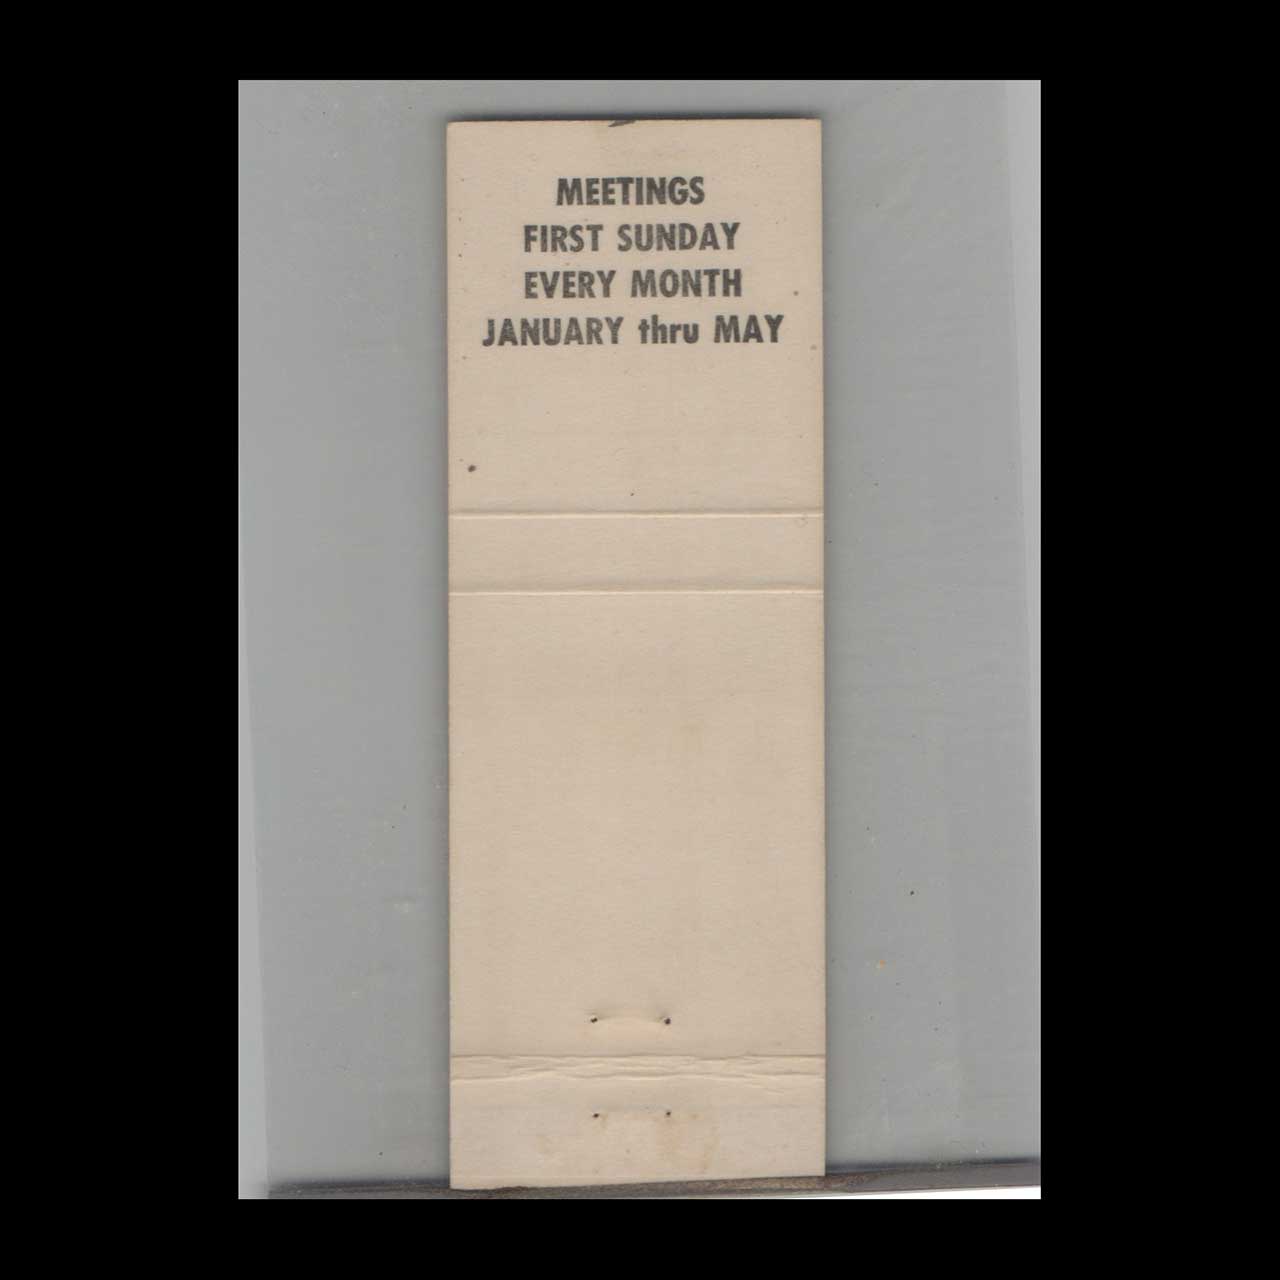 MEETINGS
FIRST SUNDAY
EVERY MONTH
JANUARY thru MAY